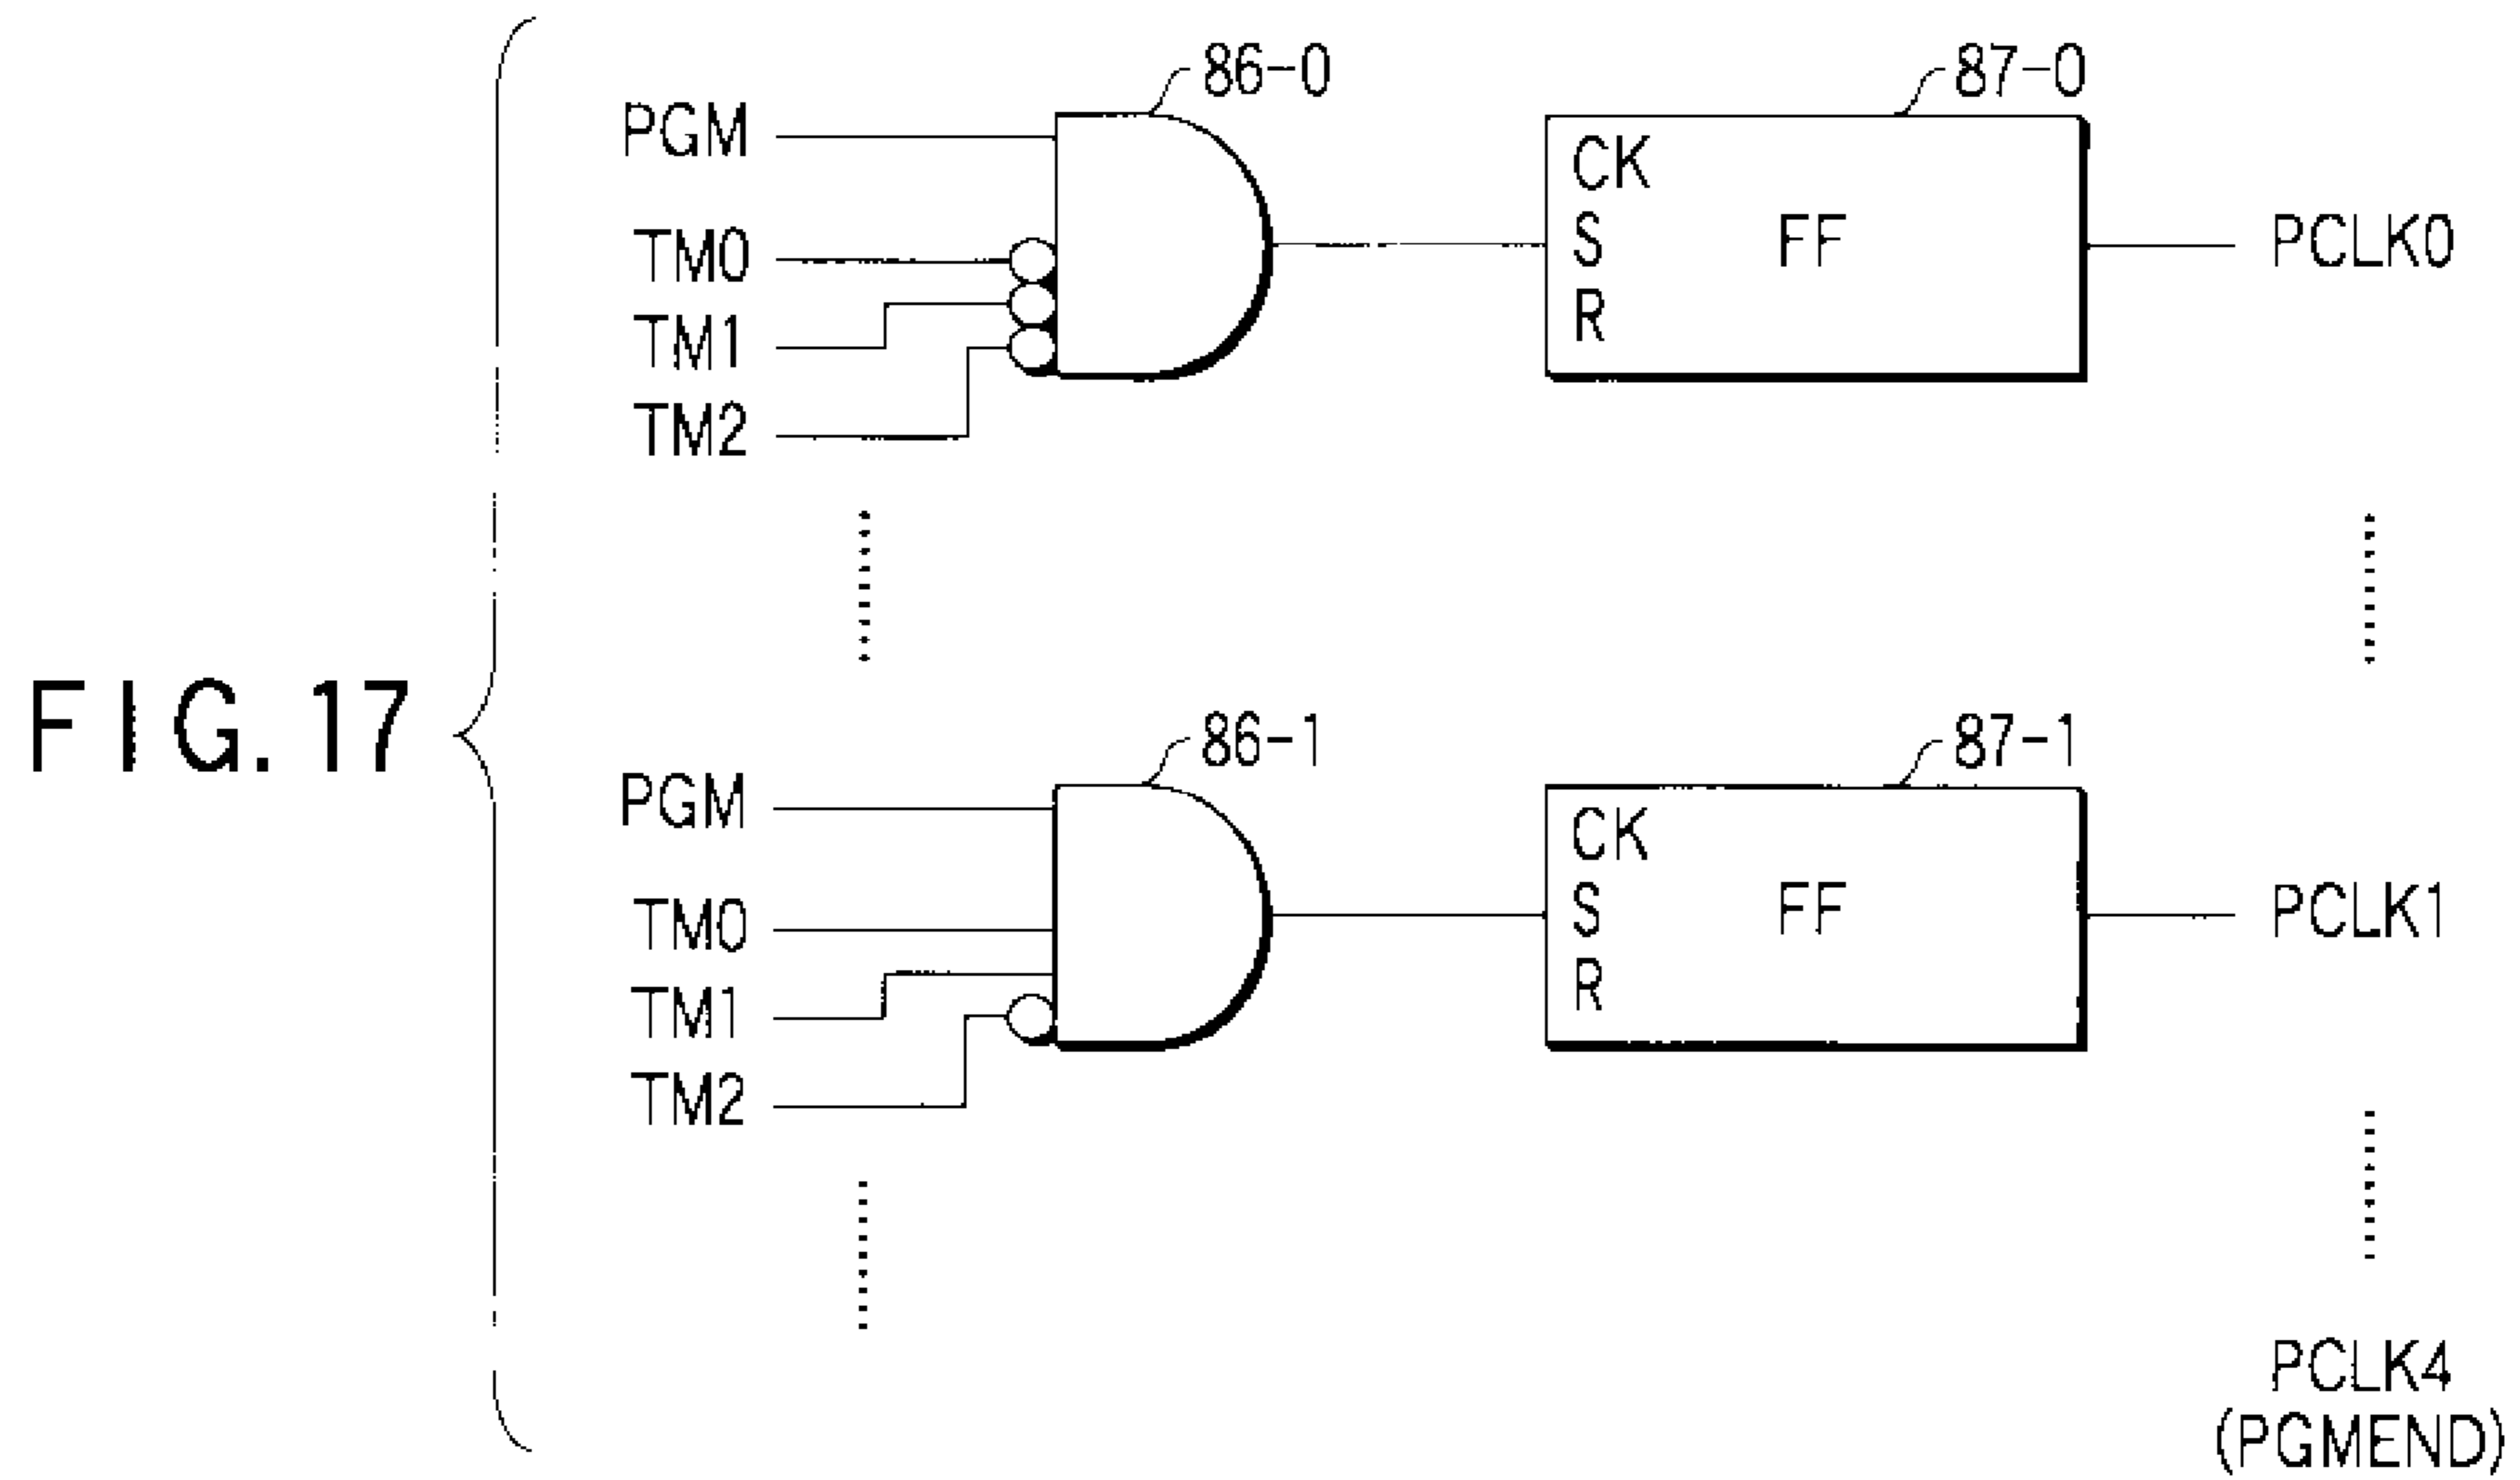 FIG.17
86-0
87-0
PGM
TM0
TM1
TM2
CK
S
R
FF
PCLK0
86-1
87-1
PGM
TM0
TM1
TM2
CK
S
R
FF
PCLK1
PCLK4
(PGMEND)